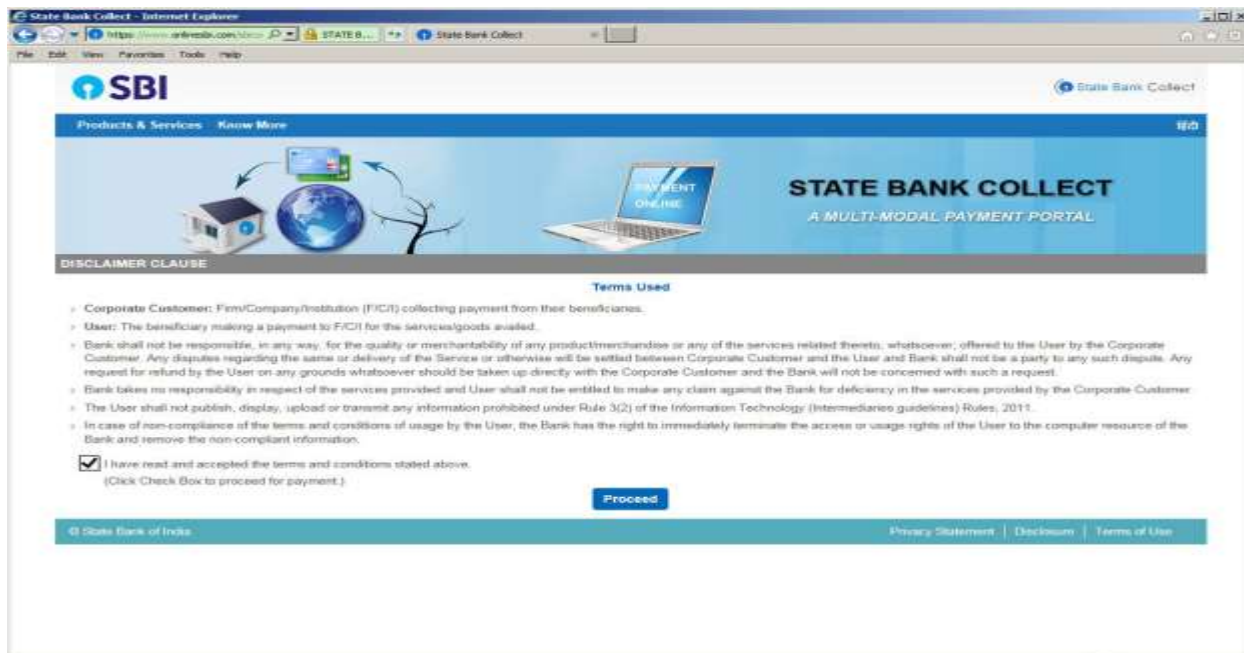 State Bank Collect - Internet Explorer
STATE B...
State Bank Collect
File Edit View Favorites Tools Help
SBI
State Bank Collect
Products & Services Know More
हिंदी
PAYMENT
ONLINE
STATE BANK COLLECT
A MULTI-MODAL PAYMENT PORTAL
DISCLAIMER CLAUSE
Terms Used
Corporate Customer: Firm/Company/Institution (F/C/I) collecting payment from their beneficiaries.
User: The beneficiary making a payment to F/C/I for the services/goods availed.
Bank shall not be responsible, in any way, for the quality or merchantability of any product/merchandise or any of the services related thereto, whatsoever, offered to the User by the Corporate
Customer. Any disputes regarding the same or delivery of the Service or otherwise will be settled between Corporate Customer and the User and Bank shall not be a party to any such dispute. Any
request for refund by the User on any grounds whatsoever should be taken up directly with the Corporate Customer and the Bank will not be concerned with such a request.
Bank takes no responsibility in respect of the services provided and User shall not be entitled to make any claim against the Bank for deficiency in the services provided by the Corporate Customer
The User shall not publish, display, upload or transmit any information prohibited under Rule 3(2) of the Information Technology (Intermediaries guidelines) Rules, 2011.
In case of non-compliance of the terms and conditions of usage by the User, the Bank has the right to immediately terminate the access or usage rights of the User to the computer resource of the
Bank and remove the non-compliant information.
I have read and accepted the terms and conditions stated above.
(Click Check Box to proceed for payment.)
Proceed
© State Bank of India
Privacy Statement | Disclosure | Terms of Use